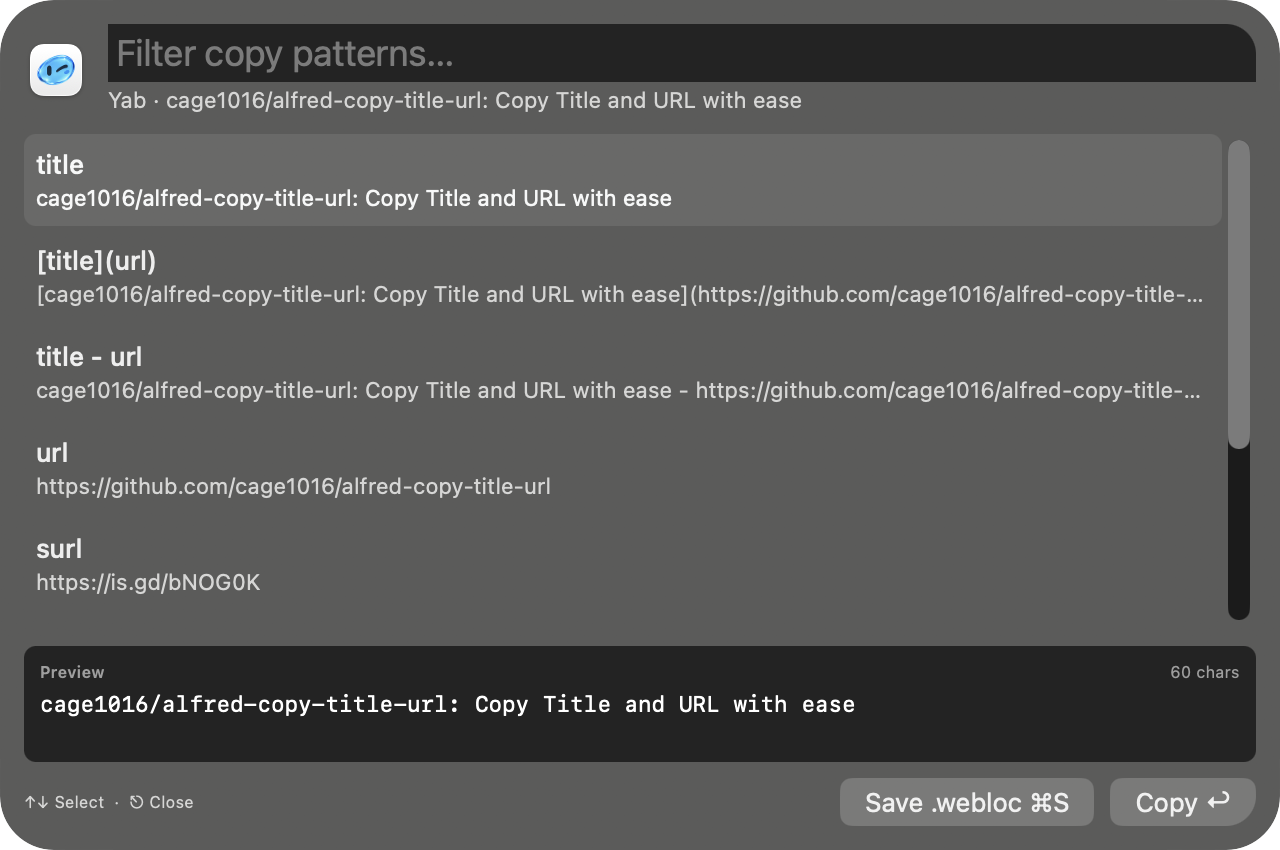 Filter copy patterns...
Yab · cage1016/alfred-copy-title-url: Copy Title and URL with ease
title
cage1016/alfred-copy-title-url: Copy Title and URL with ease
[title](url)
[cage1016/alfred-copy-title-url: Copy Title and URL with ease](https://github.com/cage1016/alfred-copy-title-...
title - url
cage1016/alfred-copy-title-url: Copy Title and URL with ease - https://github.com/cage1016/alfred-copy-title-...
url
https://github.com/cage1016/alfred-copy-title-url
surl
https://is.gd/bNOG0K
Preview 60 chars
cage1016/alfred-copy-title-url: Copy Title and URL with ease
↑↓ Select · ⎋ Close Save .webloc ⌘S Copy ↩